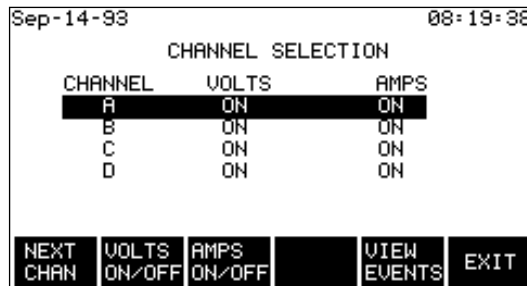 Sep-14-93 08:19:38
CHANNEL SELECTION
CHANNEL VOLTS AMPS
A ON ON
B ON ON
C ON ON
D ON ON
NEXT CHAN VOLTS ON/OFF AMPS ON/OFF VIEW EVENTS EXIT